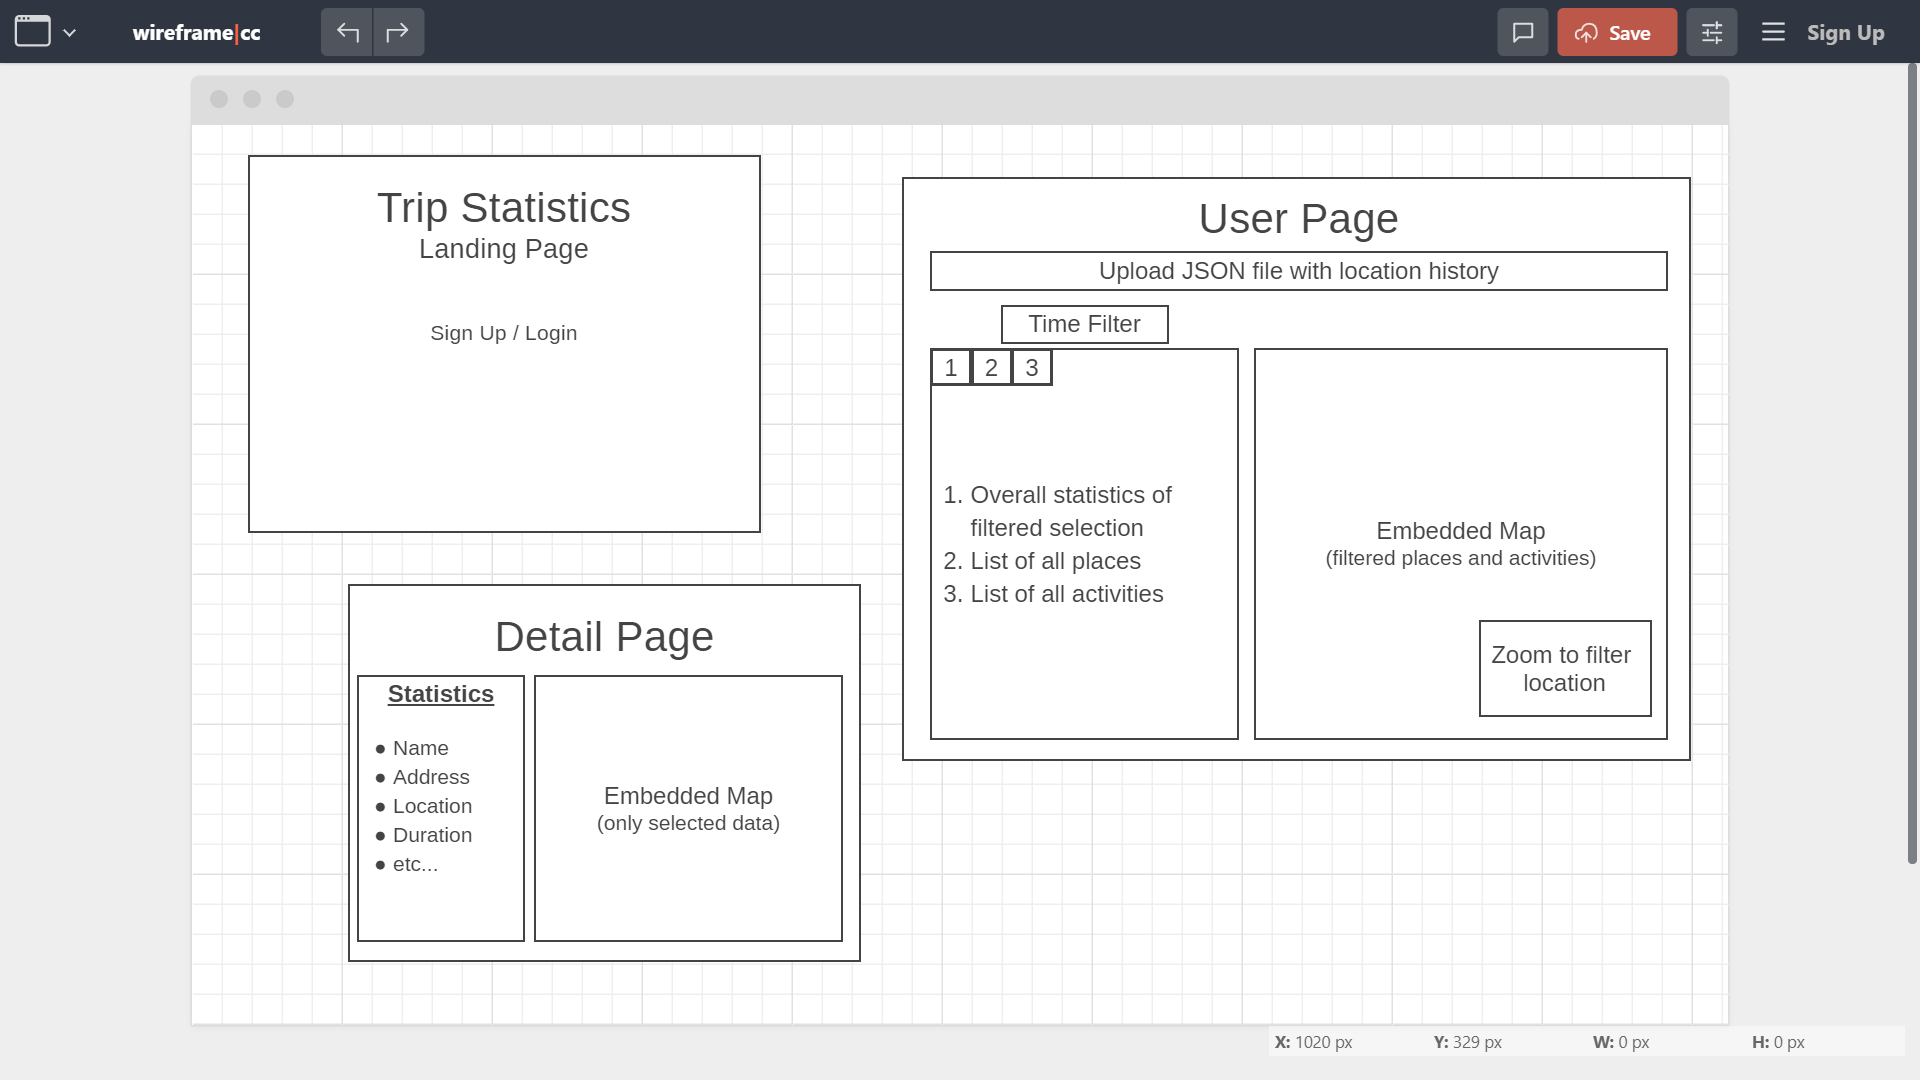 wireframe|cc
Save
Sign Up
Trip Statistics
Landing Page
Sign Up / Login
User Page
Upload JSON file with location history
Time Filter
1 2 3
1. Overall statistics of
filtered selection
2. List of all places
3. List of all activities
Embedded Map
(filtered places and activities)
Zoom to filter
location
Detail Page
Statistics
● Name
● Address
● Location
● Duration
● etc...
Embedded Map
(only selected data)
X: 1020 px Y: 329 px W: 0 px H: 0 px